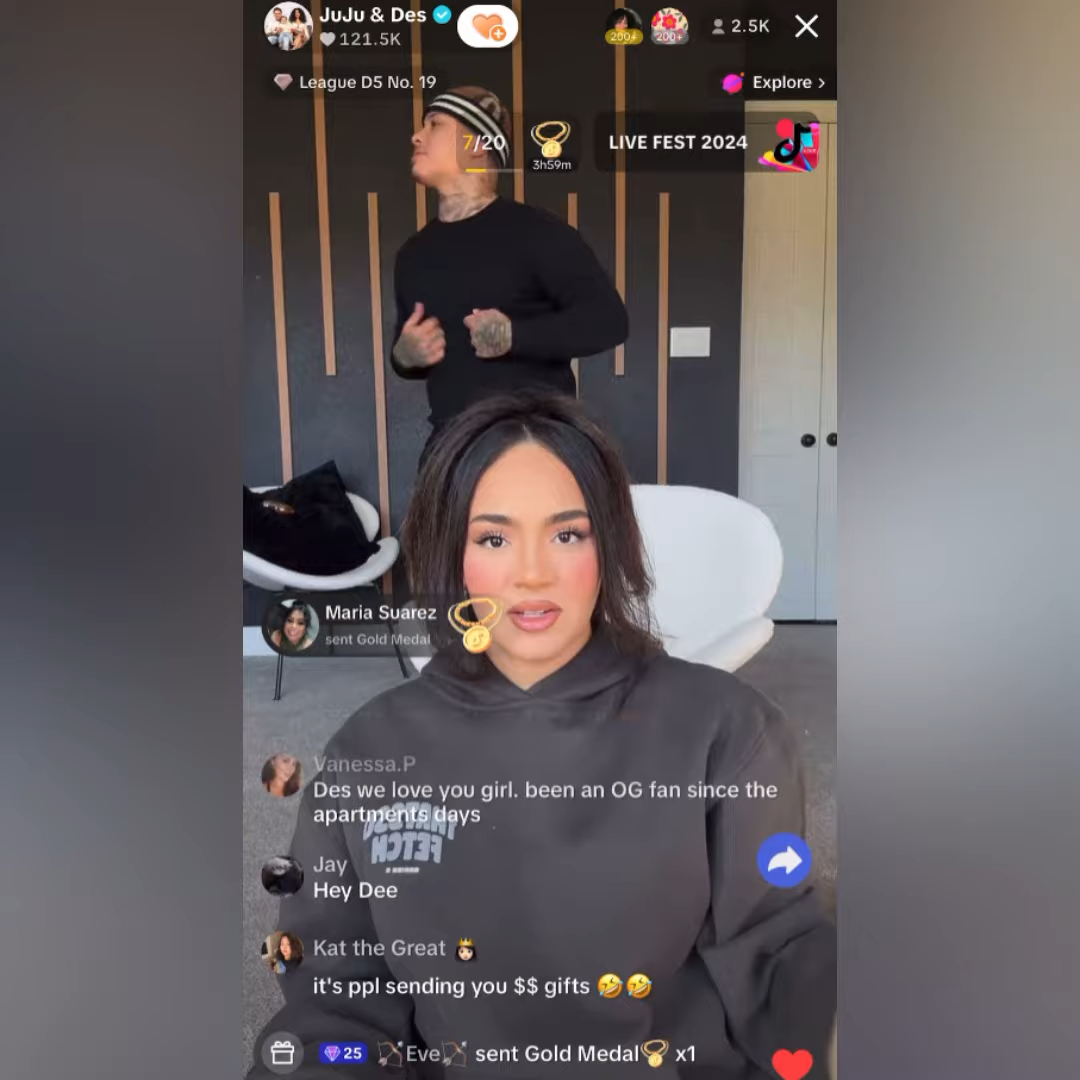 JuJu & Des
121.5K
200+
200+
2.5K
League D5 No. 19
Explore >
7/20
3h59m
LIVE FEST 2024
Maria Suarez
sent Gold Medal
Vanessa.P
Des we love you girl. been an OG fan since the
apartments days
FETCH
Jay
Hey Dee
Kat the Great 👸🏻
it's ppl sending you $$ gifts 🤣🤣
25 🏹Eve🏹 sent Gold Medal x1